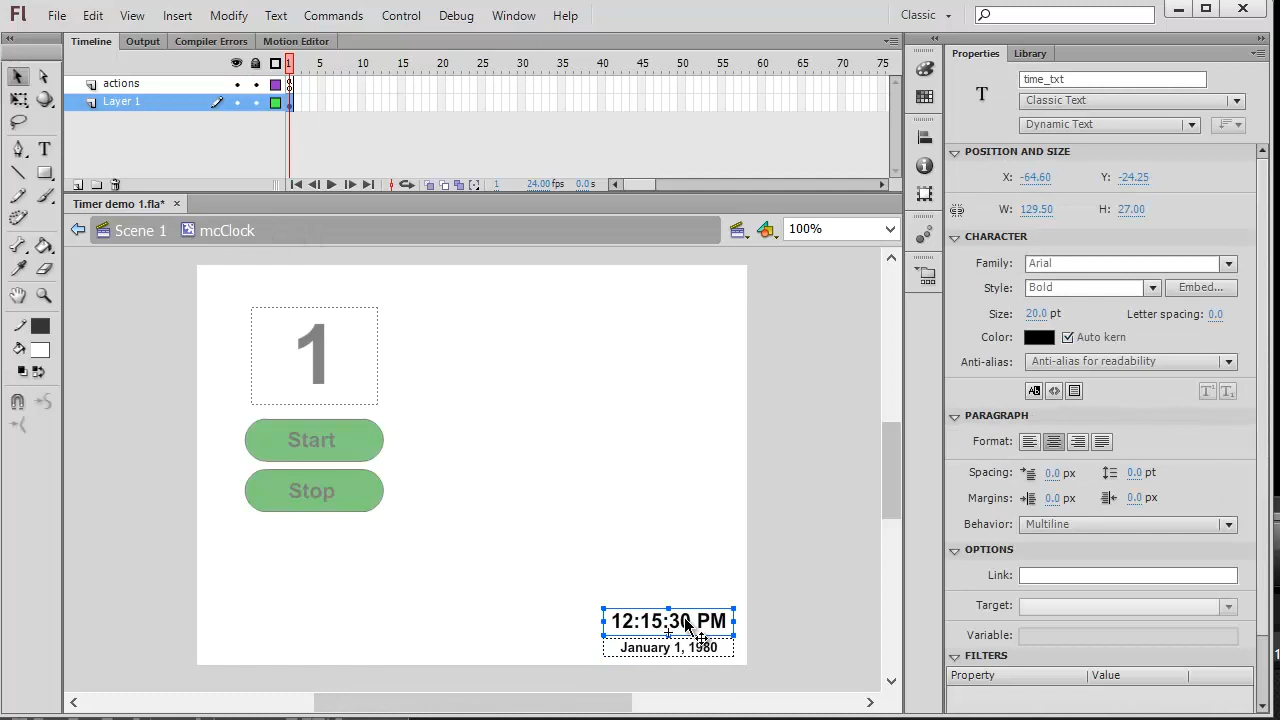 Fl File Edit View Insert Modify Text Commands Control Debug Window Help Classic
Timeline Output Compiler Errors Motion Editor
1 5 10 15 20 25 30 35 40 45 50 55 60 65 70 75
actions
Layer 1
1 24.00fps 0.0s
Timer demo 1.fla* ×
Scene 1 mcClock 100%
1
Start
Stop
12:15:30 PM
January 1, 1980
Properties Library
T
time_txt
Classic Text
Dynamic Text
POSITION AND SIZE
X: -64.60 Y: -24.25
W: 129.50 H: 27.00
CHARACTER
Family: Arial
Style: Bold Embed...
Size: 20.0 pt Letter spacing: 0.0
Color: Auto kern
Anti-alias: Anti-alias for readability
PARAGRAPH
Format:
Spacing: 0.0 px 0.0 pt
Margins: 0.0 px 0.0 px
Behavior: Multiline
OPTIONS
Link:
Target:
Variable:
FILTERS
Property Value